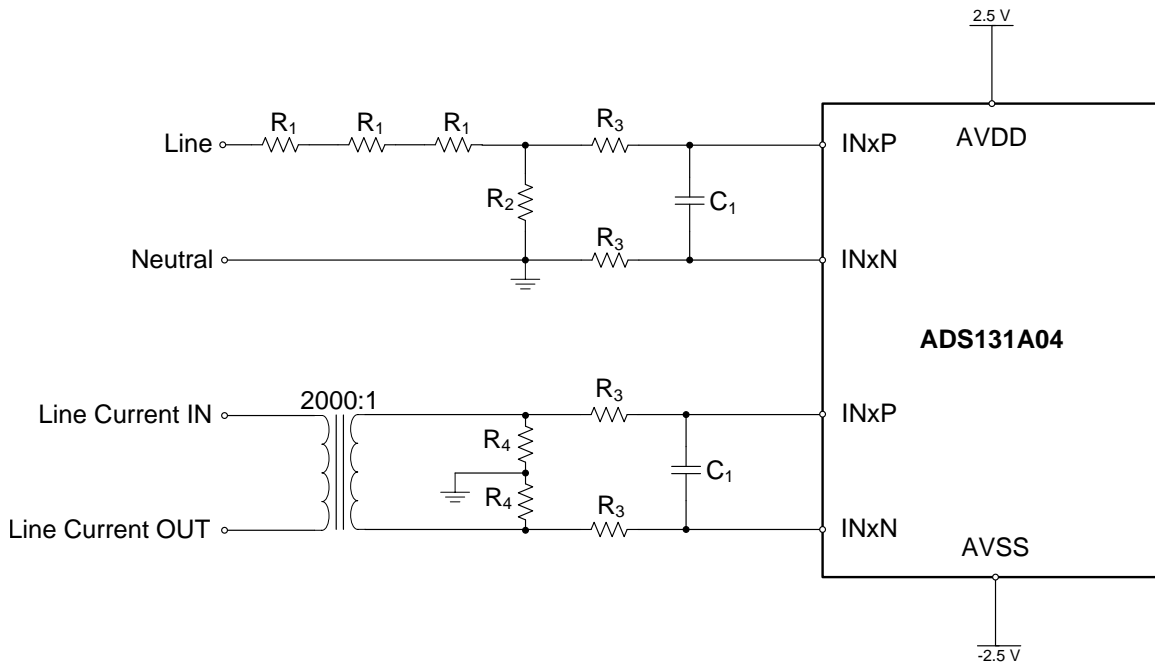 2.5 V
R₁ R₁ R₁ R₃
Line INxP AVDD
R₂ C₁
Neutral R₃ INxN
ADS131A04
2000:1 R₃
Line Current IN INxP
R₄
C₁
R₄ R₃
Line Current OUT INxN
AVSS
-2.5 V